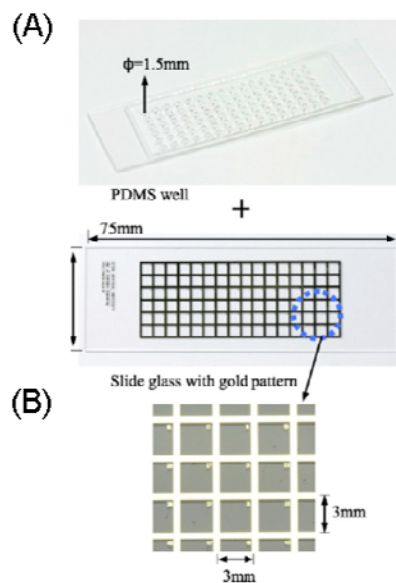 (A)
ϕ=1.5mm
PDMS well
+
75mm
Slide glass with gold pattern
(B)
3mm
3mm